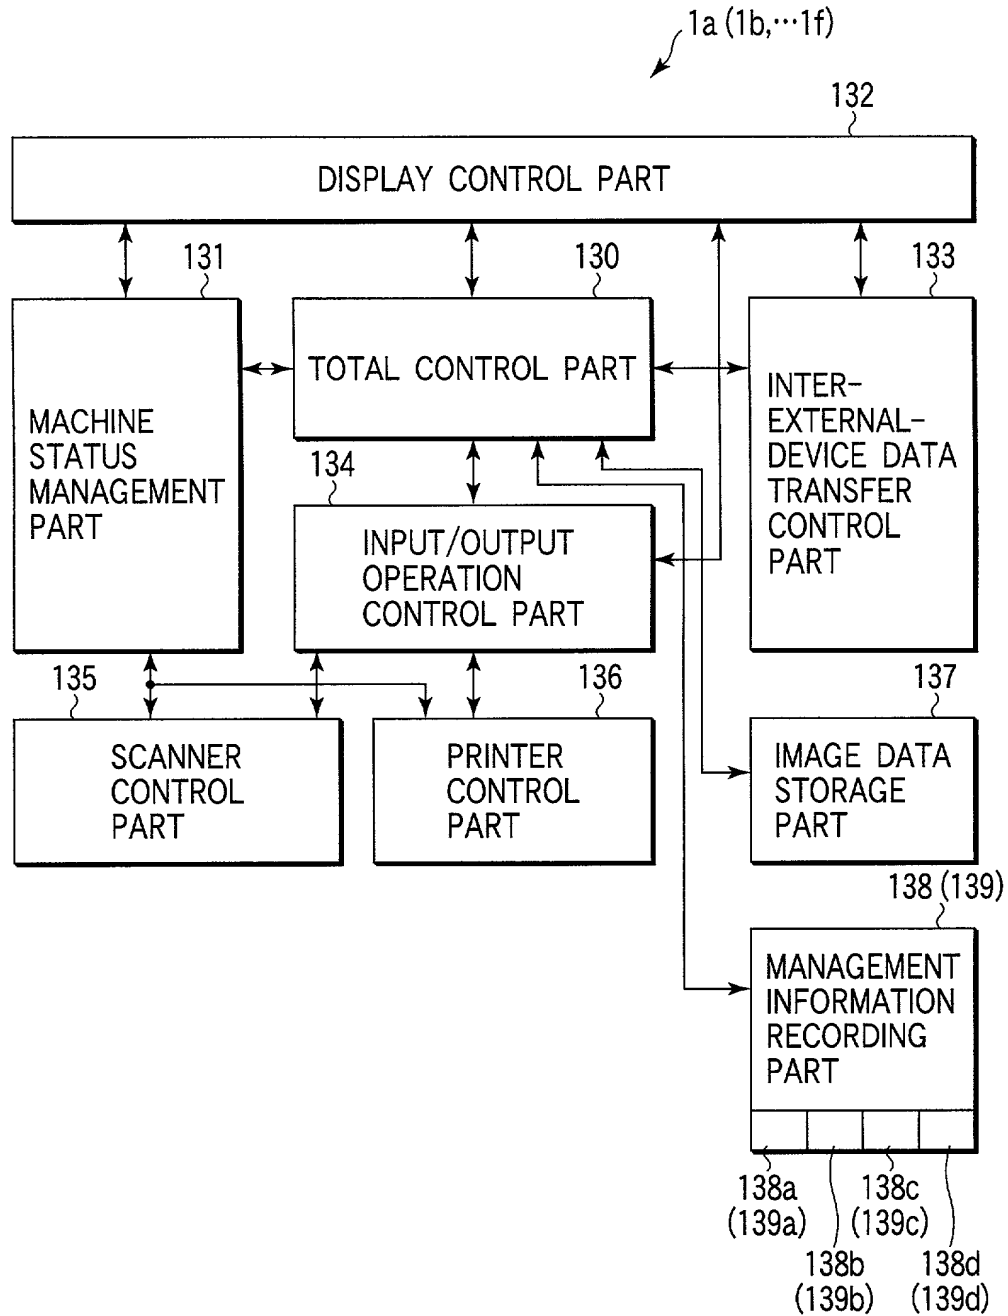 1a (1b,⋯1f)
132
DISPLAY CONTROL PART
131
130
133
TOTAL CONTROL PART
MACHINE
STATUS
MANAGEMENT
PART
INTER-
EXTERNAL-
DEVICE DATA
TRANSFER
CONTROL
PART
134
INPUT/OUTPUT
OPERATION
CONTROL PART
135
136
137
SCANNER
CONTROL
PART
PRINTER
CONTROL
PART
IMAGE DATA
STORAGE
PART
138 (139)
MANAGEMENT
INFORMATION
RECORDING
PART
138a
(139a)
138c
(139c)
138b
(139b)
138d
(139d)